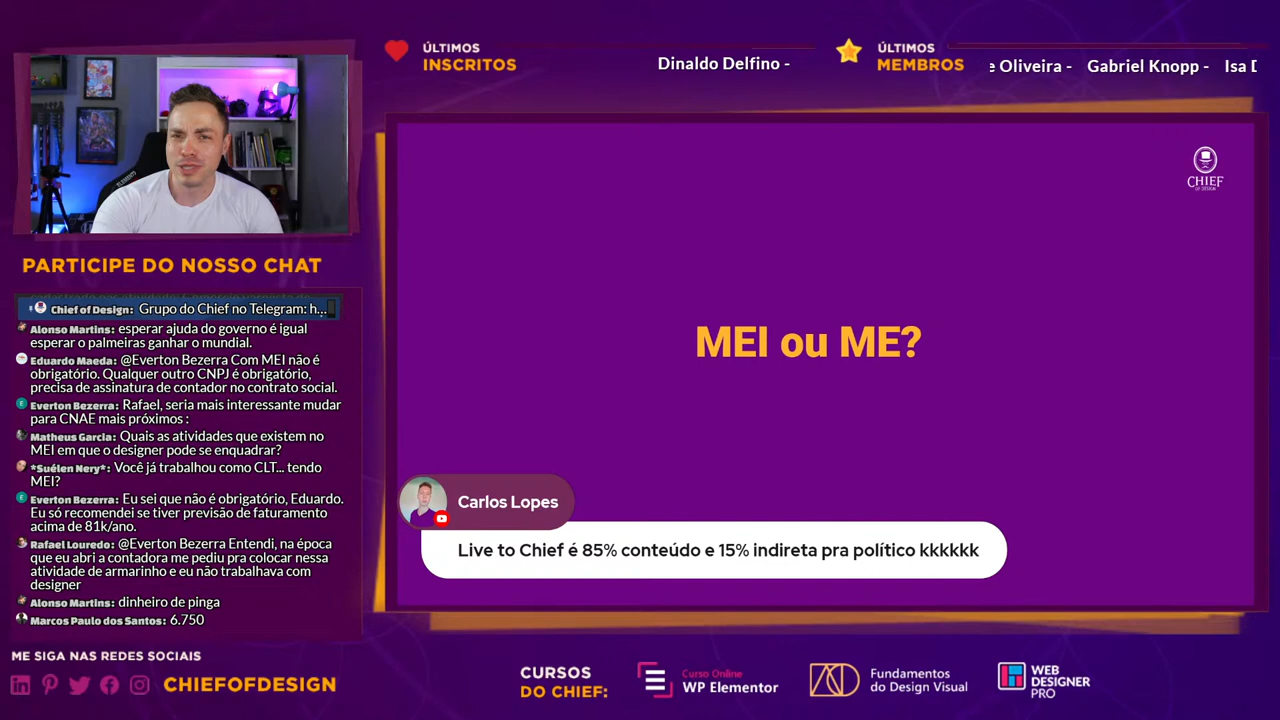 ÚLTIMOS
INSCRITOS
Dinaldo Delfino -
ÚLTIMOS
MEMBROS
e Oliveira - Gabriel Knopp - Isa
CHIEF
OF DESIGN
PARTICIPE DO NOSSO CHAT
Chief of Design: Grupo do Chief no Telegram: h...
Alonso Martins: esperar ajuda do governo é igual
esperar o palmeiras ganhar o mundial.
Eduardo Maeda: @Everton Bezerra Com MEI não é
obrigatório. Qualquer outro CNPJ é obrigatório,
precisa de assinatura de contador no contrato social.
Everton Bezerra: Rafael, seria mais interessante mudar
para CNAE mais próximos :
Matheus Garcia: Quais as atividades que existem no
MEI em que o designer pode se enquadrar?
*Suélen Nery*: Você já trabalhou como CLT... tendo
MEI?
Everton Bezerra: Eu sei que não é obrigatório, Eduardo.
Eu só recomendei se tiver previsão de faturamento
acima de 81k/ano.
Rafael Louredo: @Everton Bezerra Entendi, na época
que eu abri a contadora me pediu pra colocar nessa
atividade de armarinho e eu não trabalhava com
designer
Alonso Martins: dinheiro de pinga
Marcos Paulo dos Santos: 6.750
MEI ou ME?
Carlos Lopes
Live to Chief é 85% conteúdo e 15% indireta pra político kkkkkk
ME SIGA NAS REDES SOCIAIS
CHIEFOFDESIGN
CURSOS
DO CHIEF:
Curso Online
WP Elementor
Fundamentos
do Design Visual
WEB
DESIGNER
PRO